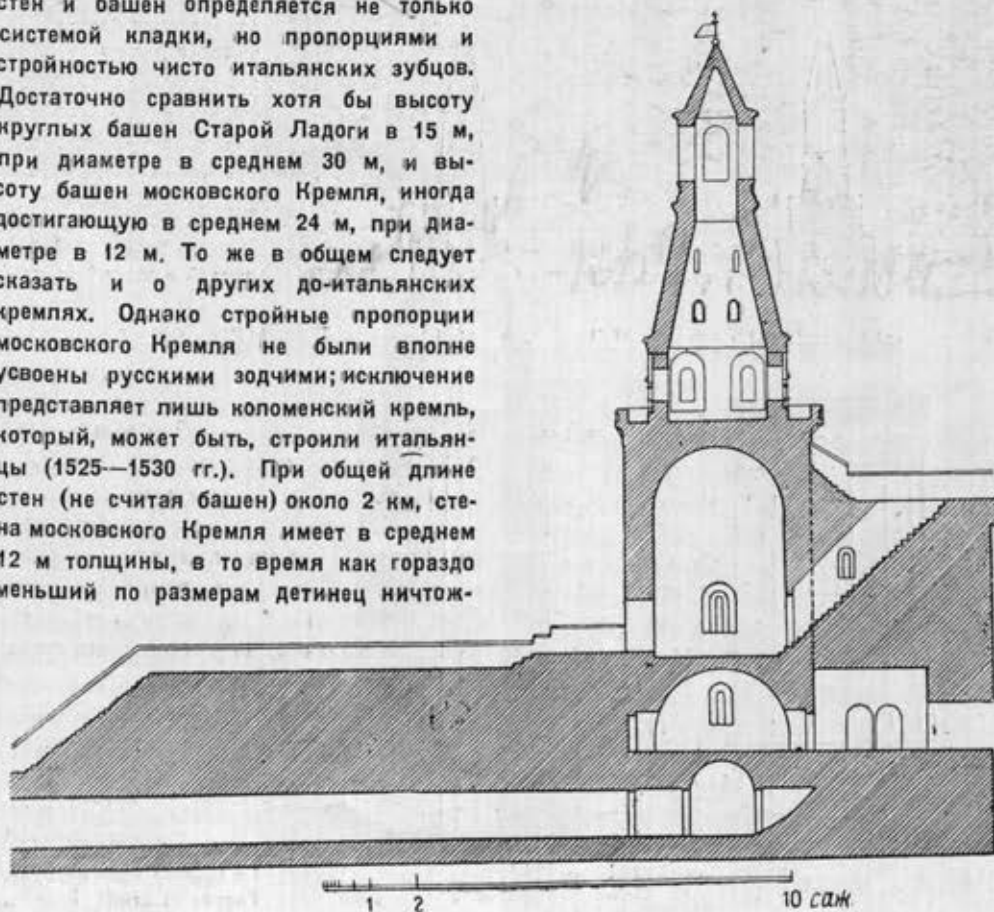 стен и башен определяется не только
системой кладки, но пропорциями и
стройностью чисто итальянских зубцов.
Достаточно сравнить хотя бы высоту
круглых башен Старой Ладоги в 15 м,
при диаметре в среднем 30 м, и вы-
соту башен московского Кремля, иногда
достигающую в среднем 24 м, при диа-
метре в 12 м. То же в общем следует
сказать и о других до-итальянских
кремлях. Однако стройные пропорции
московского Кремля не были вполне
усвоены русскими зодчими; исключение
представляет лишь коломенский кремль,
который, может быть, строили итальян-
цы (1525—1530 гг.). При общей длине
стен (не считая башен) около 2 км, сте-
на московского Кремля имеет в среднем
12 м толщины, в то время как гораздо
меньший по размерам детинец ничтож-
1 2 10 саж